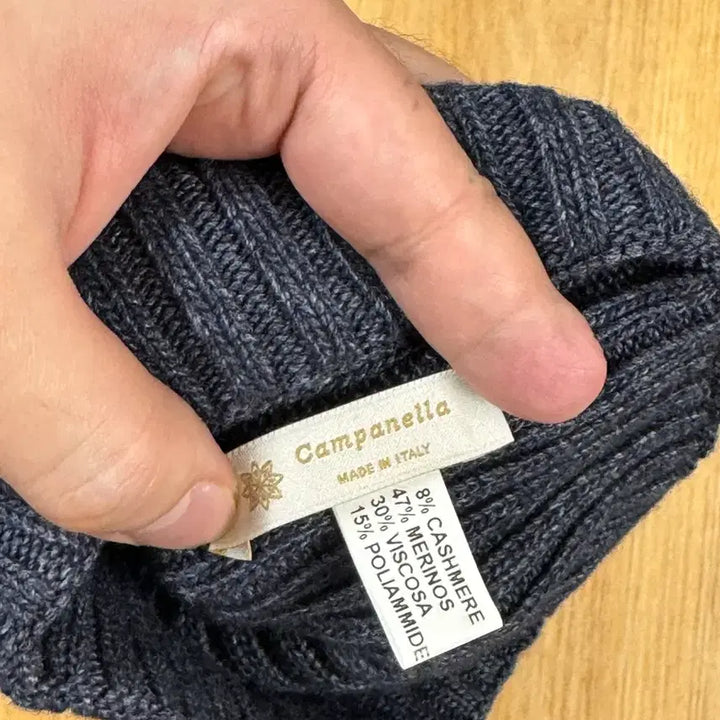 Campanella
MADE IN ITALY
8% CASHMERE
47% MERINOS
30% VISCOSA
15% POLIAMMIDE